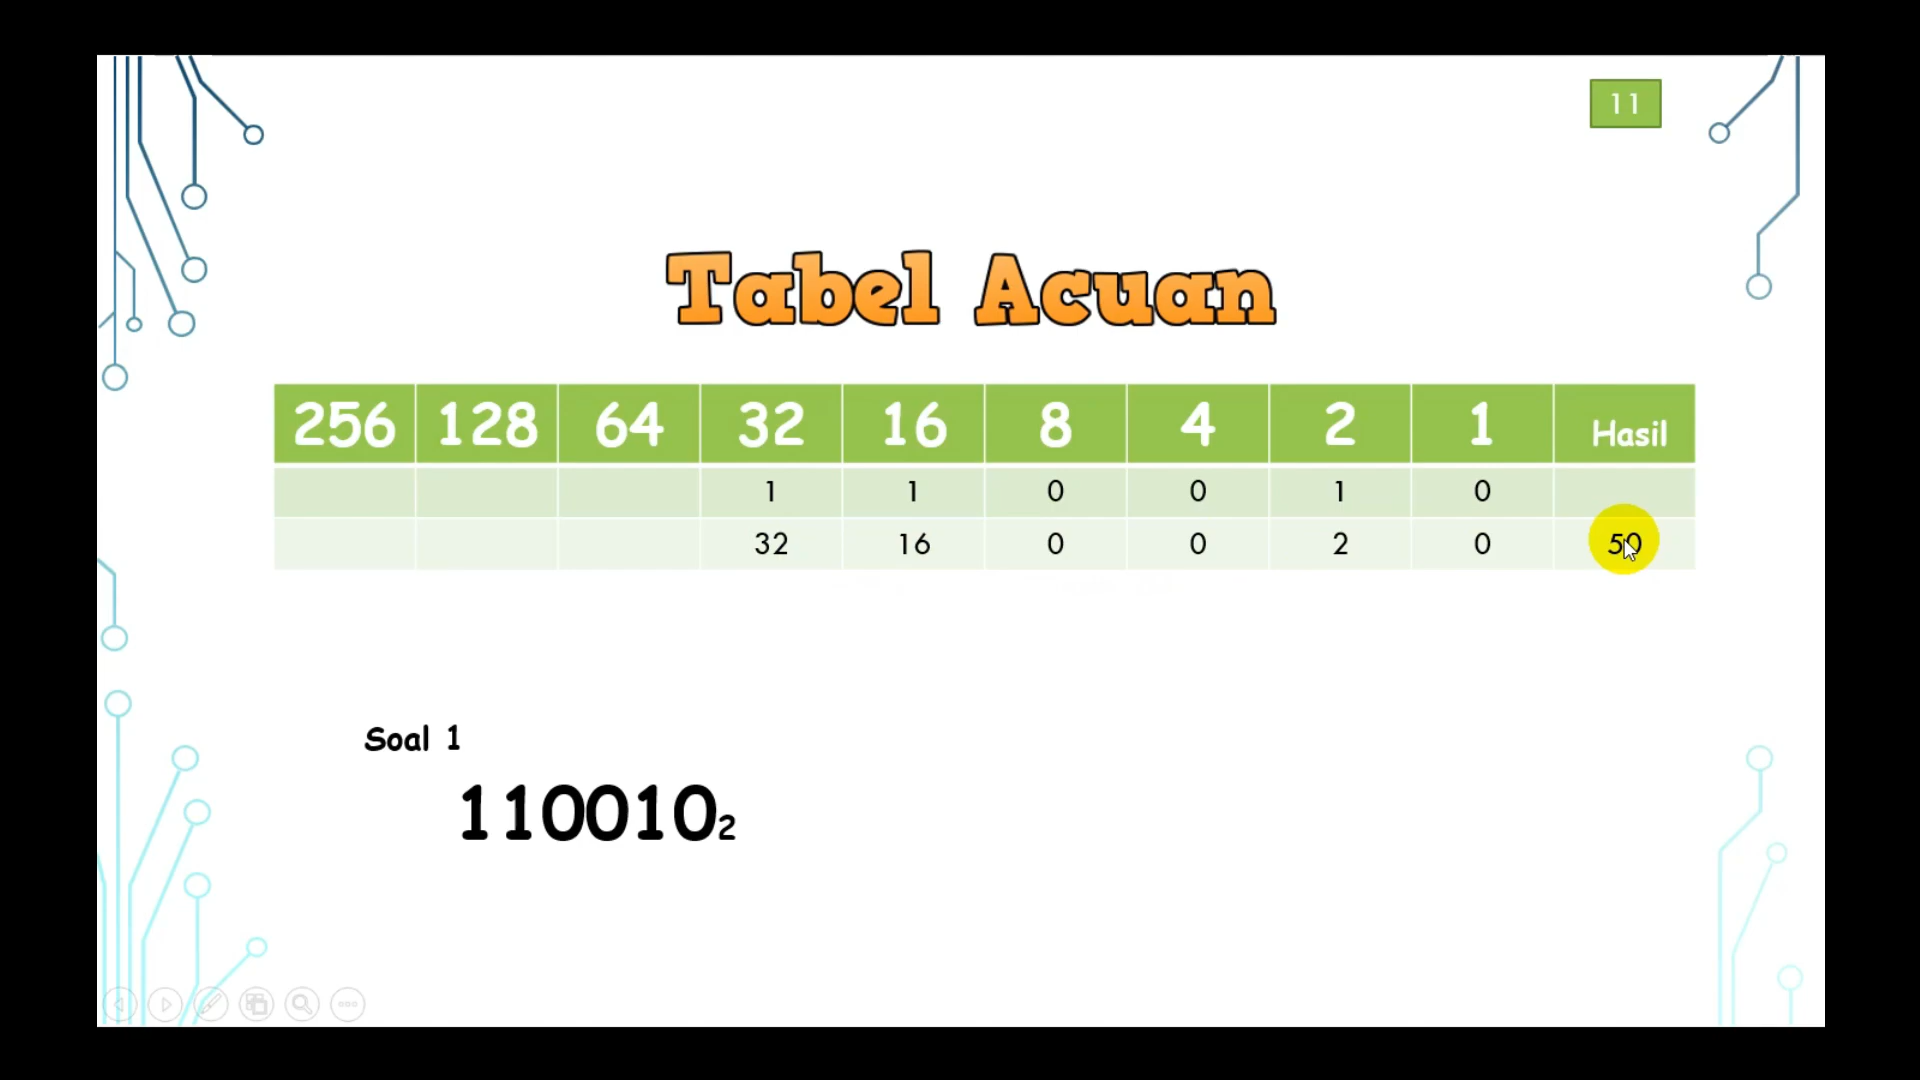 11
Tabel Acuan
256 128 64 32 16 8 4 2 1 Hasil
1 1 0 0 1 0
32 16 0 0 2 0 50
Soal 1
110010₂